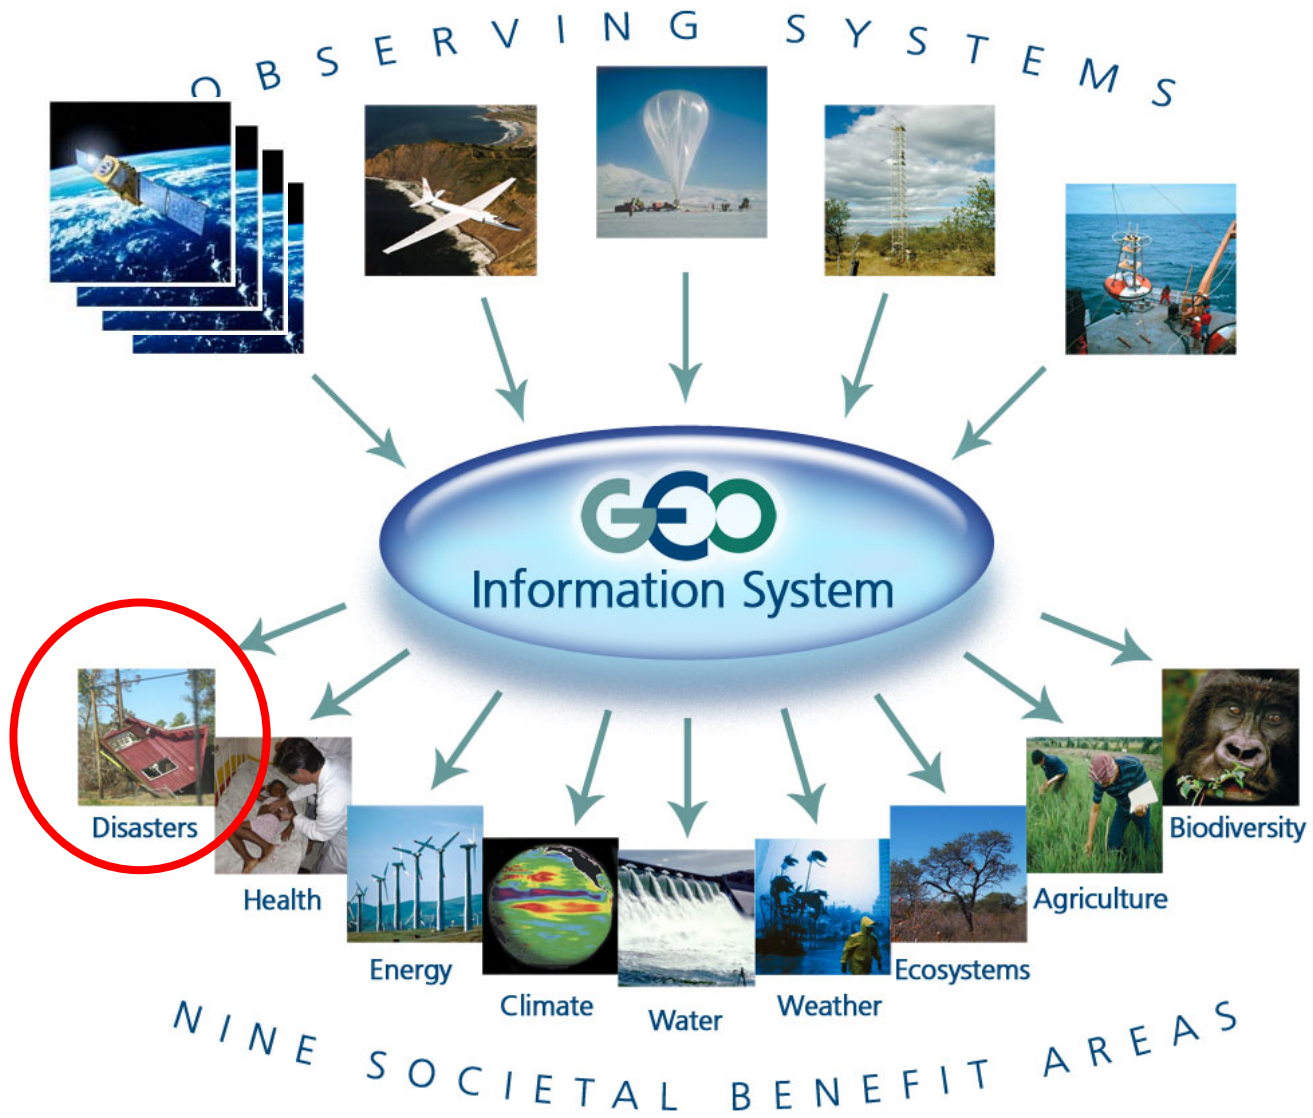 OBSERVING SYSTEMS
GEO
Information System
Disasters
Health
Energy
Climate
Water
Weather
Ecosystems
Agriculture
Biodiversity
NINE SOCIETAL BENEFIT AREAS